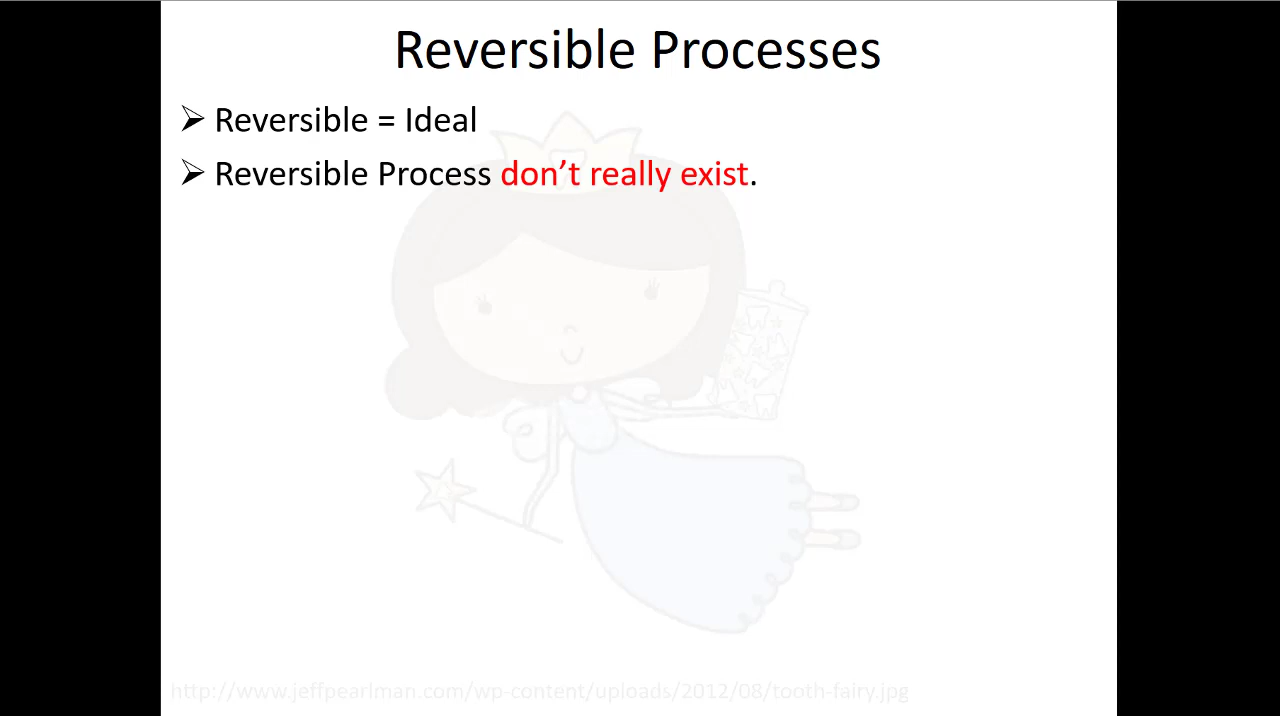 Reversible Processes
Reversible = Ideal
Reversible Process don't really exist.
http://www.jeffpearlman.com/wp-content/uploads/2012/08/tooth-fairy.jpg